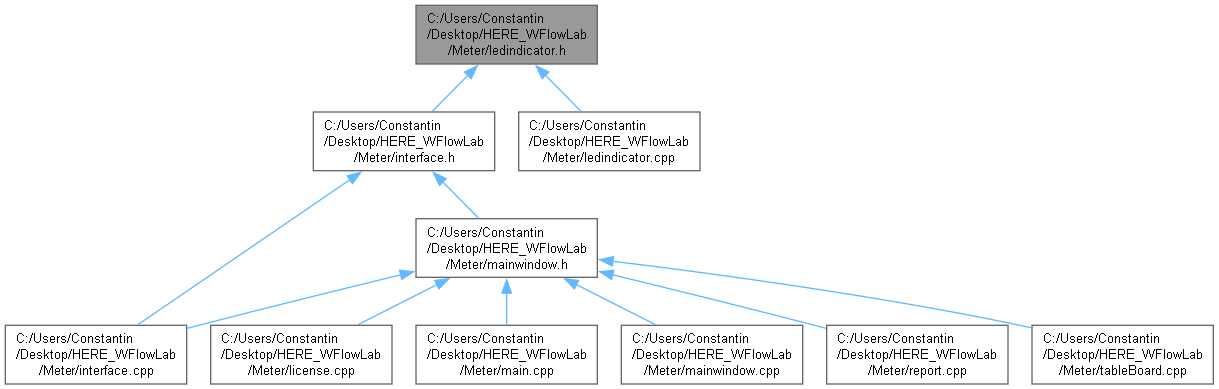 C:/Users/Constantin
/Desktop/HERE_WFlowLab
/Meter/ledindicator.h
C:/Users/Constantin
/Desktop/HERE_WFlowLab
/Meter/interface.h
C:/Users/Constantin
/Desktop/HERE_WFlowLab
/Meter/ledindicator.cpp
C:/Users/Constantin
/Desktop/HERE_WFlowLab
/Meter/mainwindow.h
C:/Users/Constantin
/Desktop/HERE_WFlowLab
/Meter/interface.cpp
C:/Users/Constantin
/Desktop/HERE_WFlowLab
/Meter/license.cpp
C:/Users/Constantin
/Desktop/HERE_WFlowLab
/Meter/main.cpp
C:/Users/Constantin
/Desktop/HERE_WFlowLab
/Meter/mainwindow.cpp
C:/Users/Constantin
/Desktop/HERE_WFlowLab
/Meter/report.cpp
C:/Users/Constantin
/Desktop/HERE_WFlowLab
/Meter/tableBoard.cpp